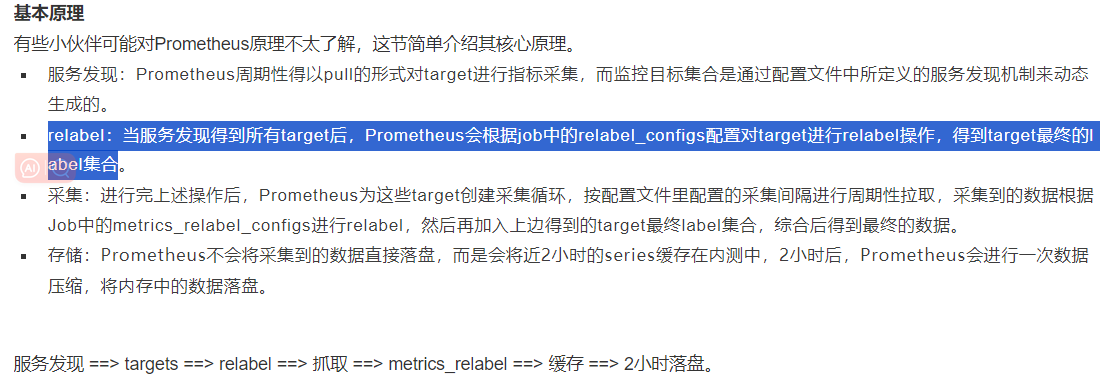 基本原理
有些小伙伴可能对Prometheus原理不太了解，这节简单介绍其核心原理。
服务发现：Prometheus周期性得以pull的形式对target进行指标采集，而监控目标集合是通过配置文件中所定义的服务发现机制来动态
生成的。
relabel：当服务发现得到所有target后，Prometheus会根据job中的relabel_configs配置对target进行relabel操作，得到target最终的l
abel集合。
采集：进行完上述操作后，Prometheus为这些target创建采集循环，按配置文件里配置的采集间隔进行周期性拉取，采集到的数据根据
Job中的metrics_relabel_configs进行relabel，然后再加入上边得到的target最终label集合，综合后得到最终的数据。
存储：Prometheus不会将采集到的数据直接落盘，而是会将近2小时的series缓存在内测中，2小时后，Prometheus会进行一次数据
压缩，将内存中的数据落盘。
服务发现 ==> targets ==> relabel ==> 抓取 ==> metrics_relabel ==> 缓存 ==> 2小时落盘。